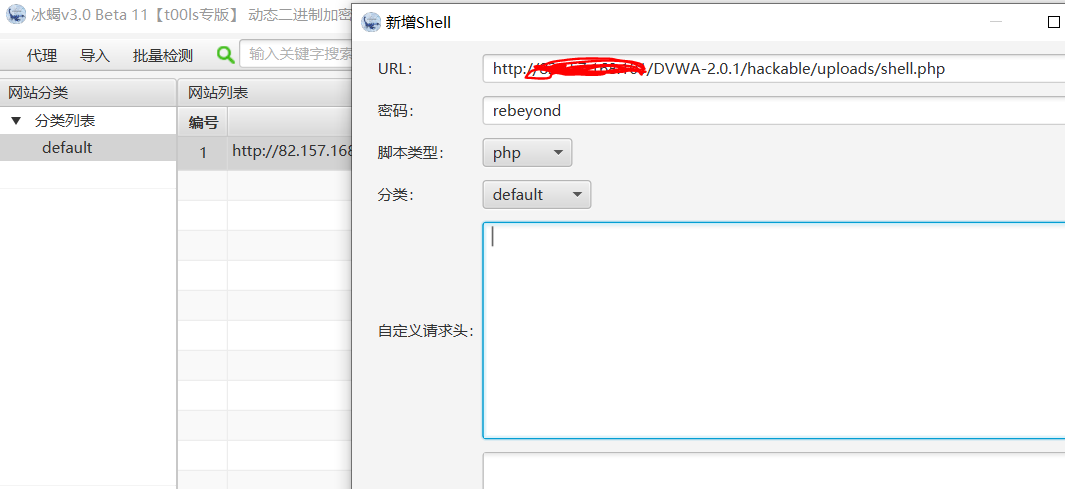 冰蝎v3.0 Beta 11【t00ls专版】 动态二进制加密
代理 导入 批量检测 输入关键字搜索
网站分类 网站列表
分类列表 编号
default 1 http://82.157.168
新增Shell
URL: http:/ /DVWA-2.0.1/hackable/uploads/shell.php
密码: rebeyond
脚本类型: php
分类: default
自定义请求头: